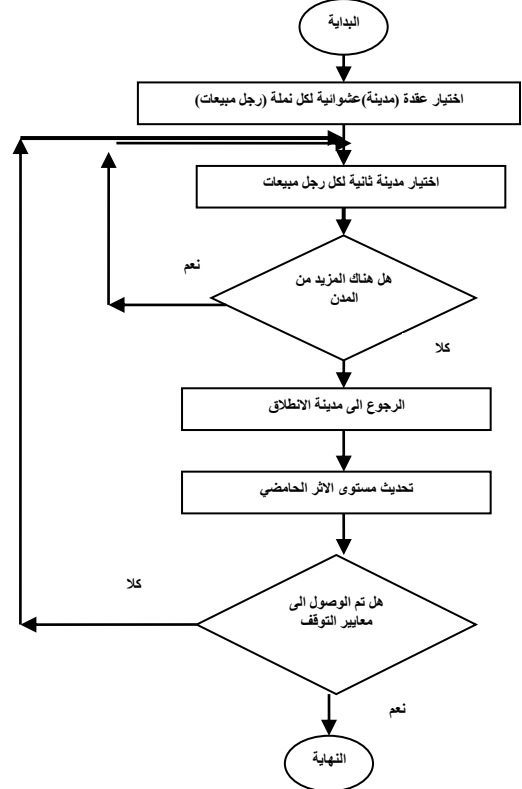 البداية
اختيار عقدة (مدينة)عشوائية لكل نملة (رجل مبيعات)
اختيار مدينة ثانية لكل رجل مبيعات
هل هناك المزيد من
المدن
نعم
كلا
الرجوع الى مدينة الانطلاق
تحديث مستوى الاثر الحامضي
هل تم الوصول الى
معايير التوقف
كلا
نعم
النهاية